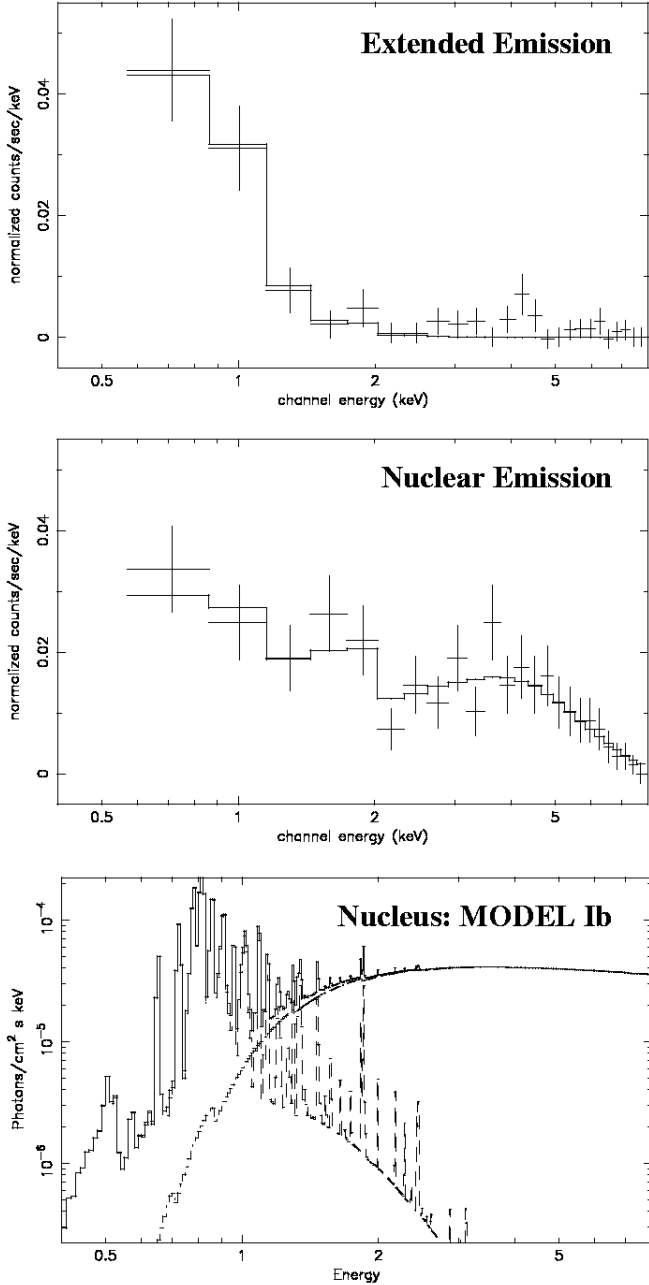 Extended Emission
normalized counts/sec/keV
0.04
0.02
0
0.5
1
2
5
channel energy (keV)
Nuclear Emission
normalized counts/sec/keV
0.04
0.02
0
0.5
1
2
5
channel energy (keV)
Nucleus: MODEL Ib
Photons/cm² s keV
10⁻⁴
10⁻⁵
10⁻⁶
0.5
1
2
5
Energy